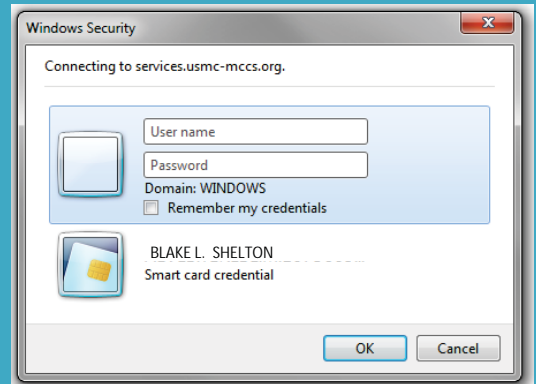 Windows Security
Connecting to services.usmc-mccs.org.
User name
Password
Domain: WINDOWS
Remember my credentials
BLAKE L. SHELTON
Smart card credential
OK
Cancel